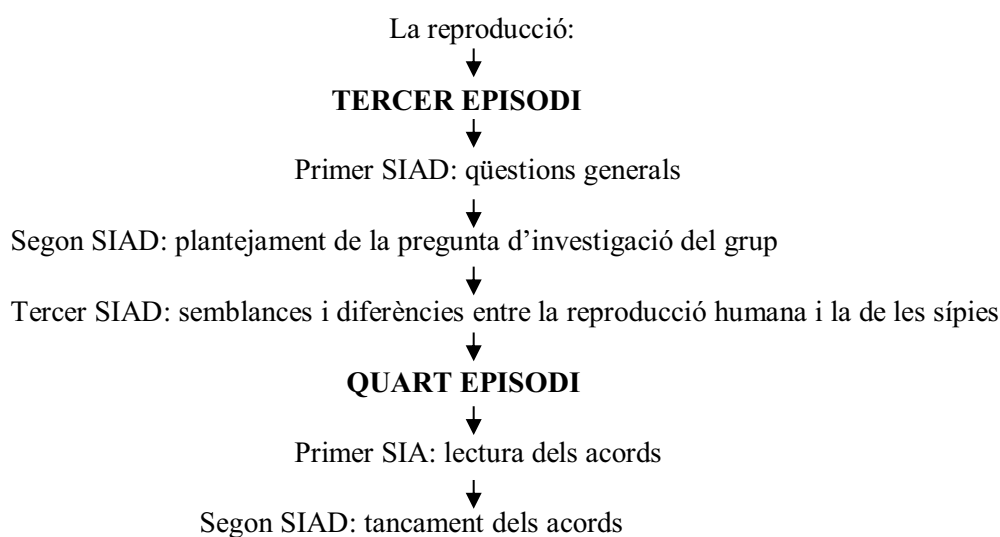 La reproducció:
TERCER EPISODI
Primer SIAD: qüestions generals
Segon SIAD: plantejament de la pregunta d’investigació del grup
Tercer SIAD: semblances i diferències entre la reproducció humana i la de les sípies
QUART EPISODI
Primer SIA: lectura dels acords
Segon SIAD: tancament dels acords